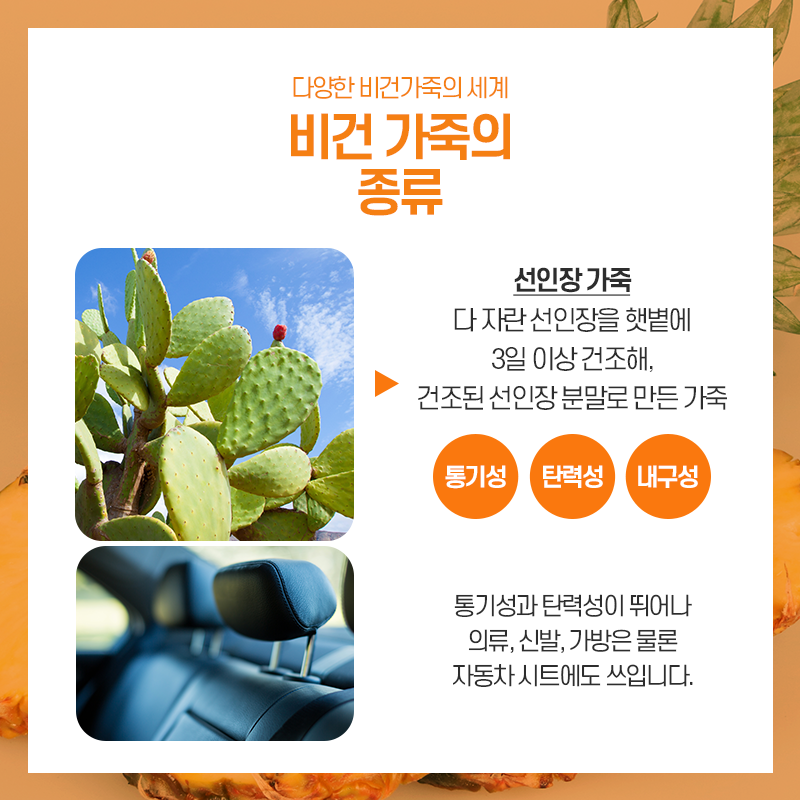 다양한 비건가죽의 세계
비건 가죽의
종류
선인장 가죽
다 자란 선인장을 햇볕에
3일 이상 건조해,
건조된 선인장 분말로 만든 가죽
통기성 탄력성 내구성
통기성과 탄력성이 뛰어나
의류, 신발, 가방은 물론
자동차 시트에도 쓰입니다.